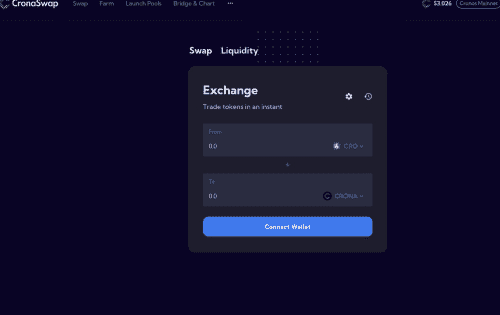 CronaSwap Swap Farm Launch Pools Bridge & Chart ··· $3.026 Cronos Mainnet
Swap Liquidity
Exchange
Trade tokens in an instant
From
0.0 CRO
To
0.0 CRONA
Connect Wallet